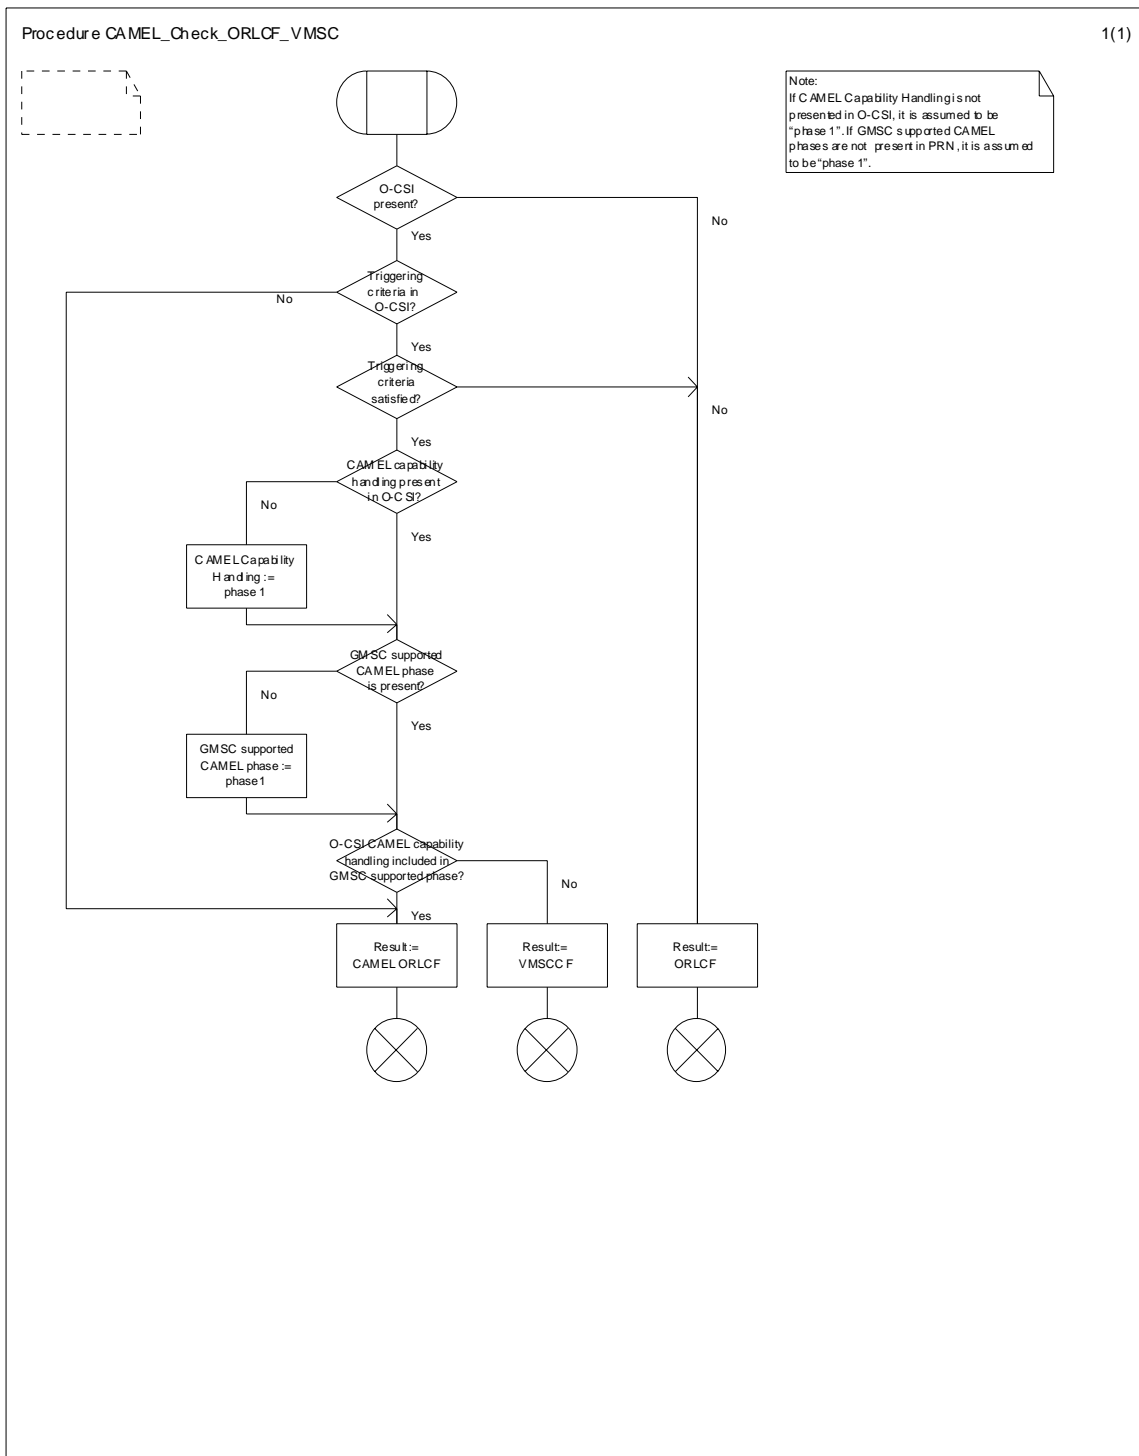 Procedure CAMEL_Check_ORLCF_VMSC
1(1)
Note:
If CAMEL Capability Handling is not
presented in O-CSI, it is assumed to be
“phase 1”. If GMSC supported CAMEL
phases are not present in PRN, it is assumed
to be “phase 1”.
O-CSI
present?
No
Yes
Triggering
criteria in
O-CSI?
No
Yes
Triggering
criteria
satisfied?
No
Yes
CAMEL capability
handling present
in O-CSI?
No
Yes
CAMEL Capability
Handling :=
phase 1
GMSC supported
CAMEL phase
is present?
No
Yes
GMSC supported
CAMEL phase :=
phase 1
O-CSI CAMEL capability
handling included in
GMSC supported phase?
No
Yes
Result:=
CAMEL ORLCF
Result:=
VMSCCF
Result:=
ORLCF